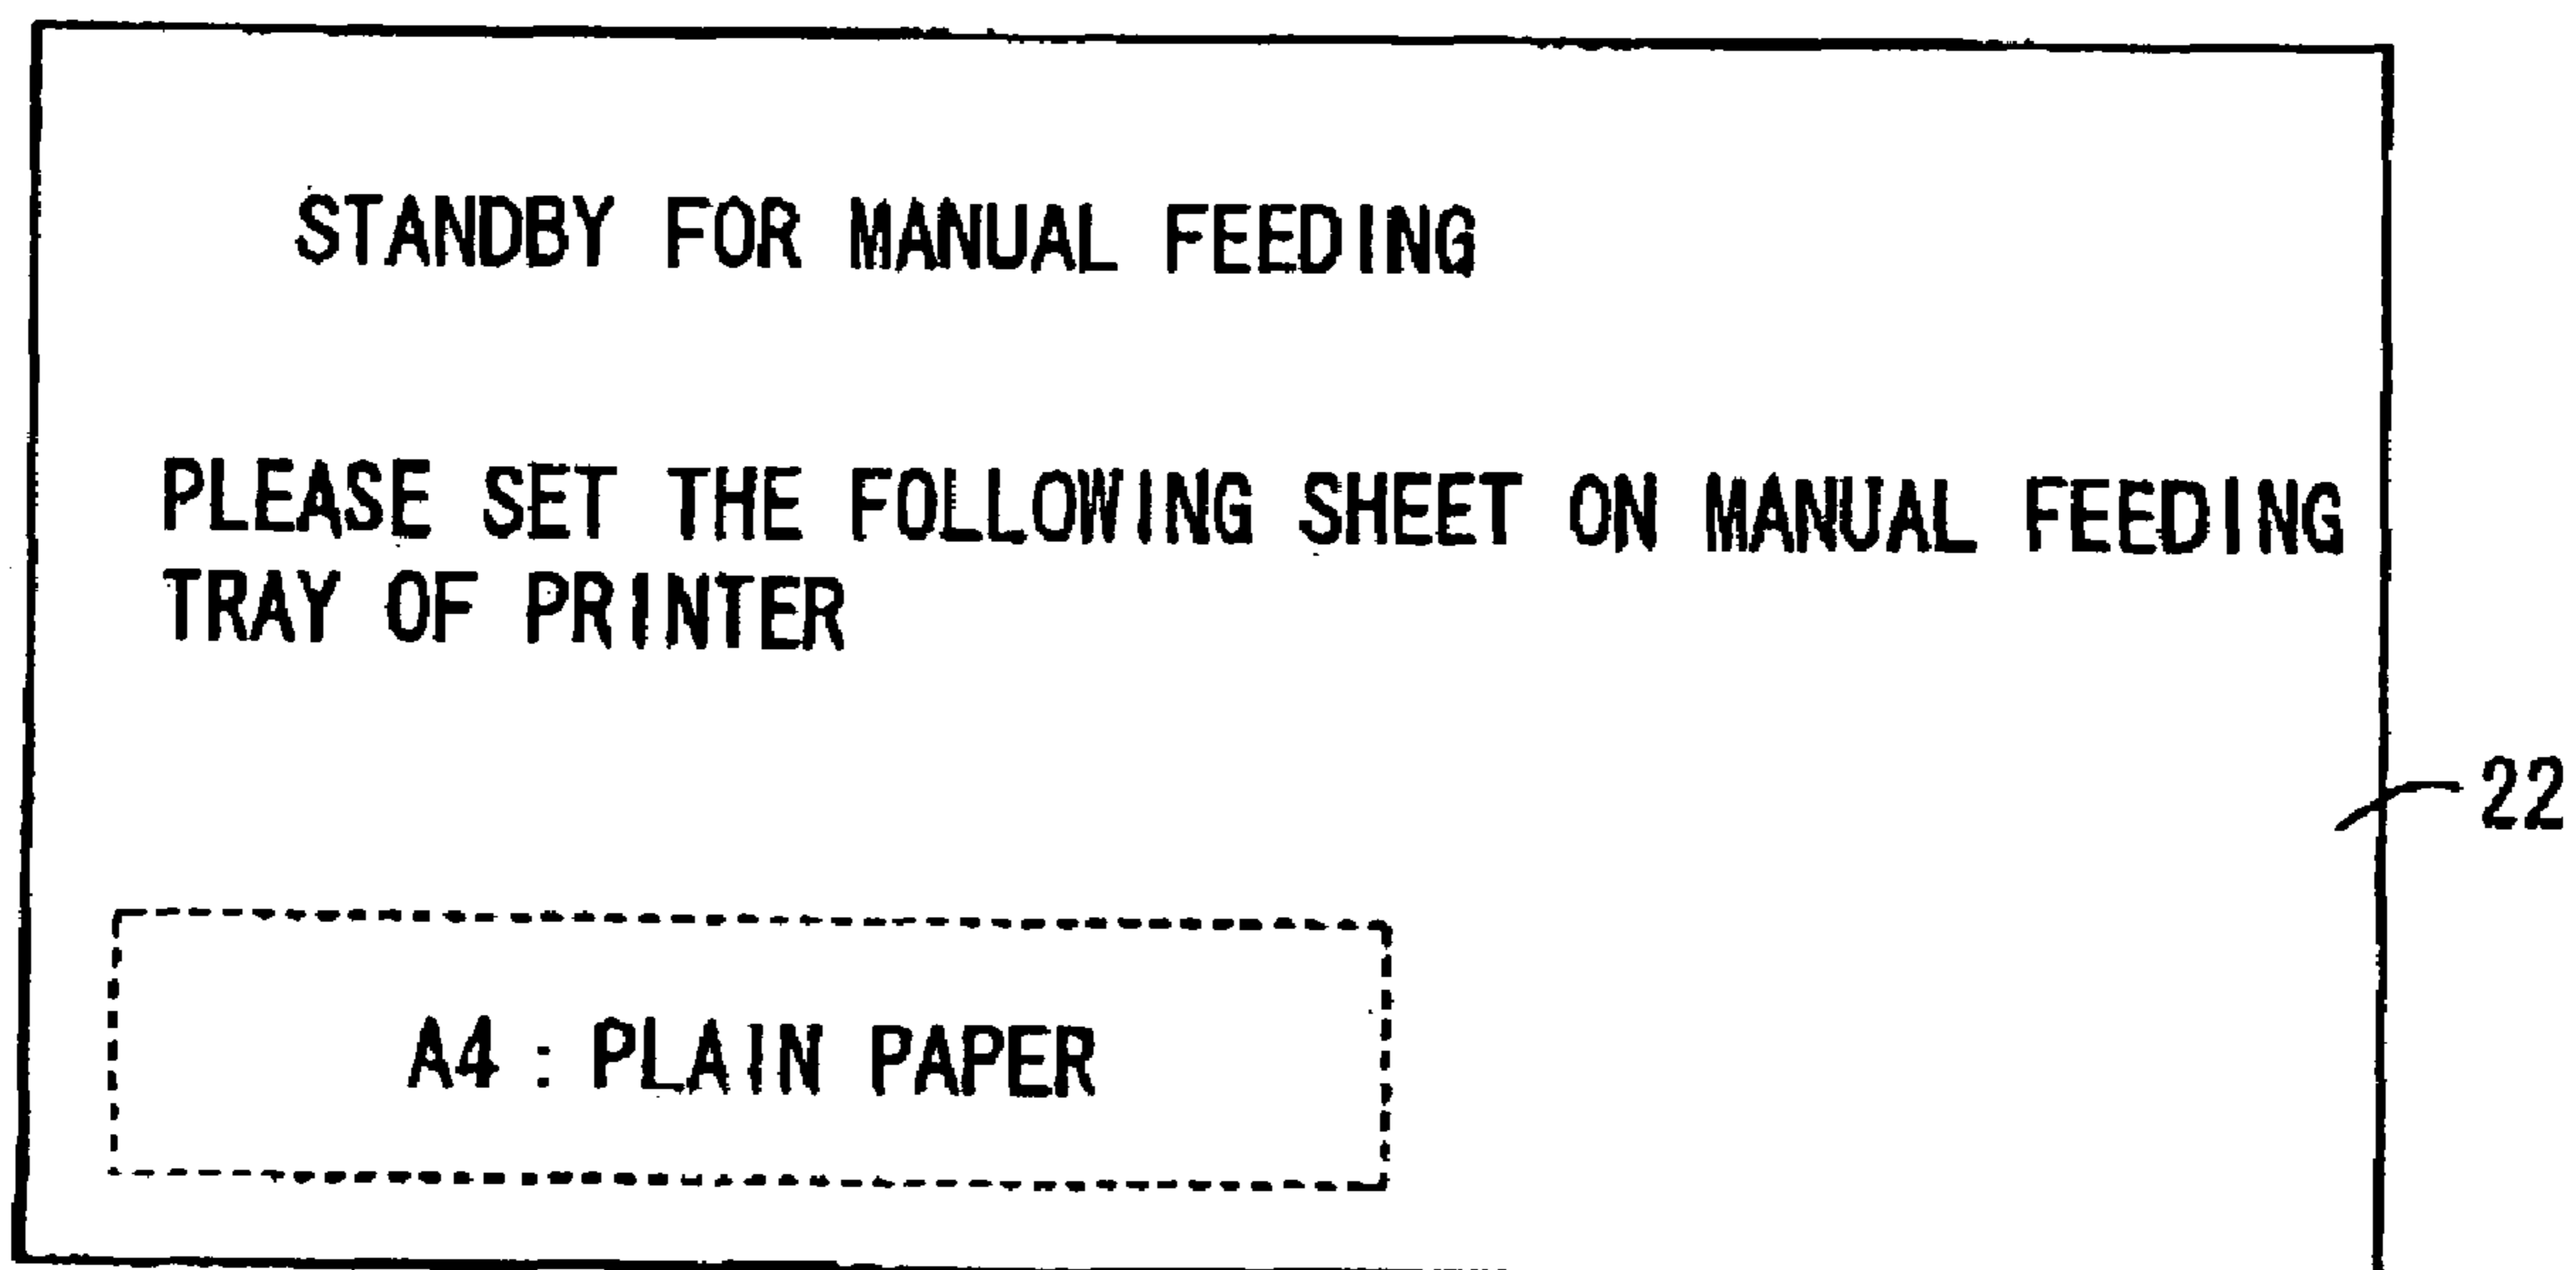 STANDBY FOR MANUAL FEEDING
PLEASE SET THE FOLLOWING SHEET ON MANUAL FEEDING
TRAY OF PRINTER
22
A4 : PLAIN PAPER